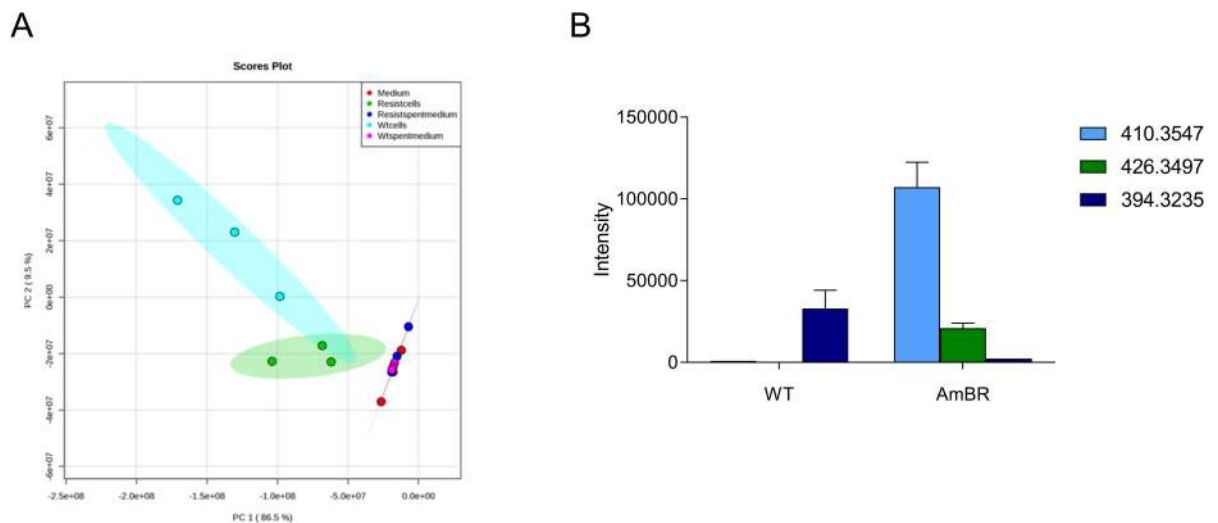 A
Scores Plot
Medium
Resistcells
Resistspentmedium
Wtcells
Wtspentmedium
PC 2 ( 9.5 %)
6e+07
4e+07
2e+07
0e+00
-2e+07
-4e+07
-6e+07
-2.5e+08 -2.0e+08 -1.5e+08 -1.0e+08 -5.0e+07 0.0e+00
PC 1 ( 86.5 %)
B
Intensity
150000
100000
50000
0
WT AmBR
410.3547
426.3497
394.3235